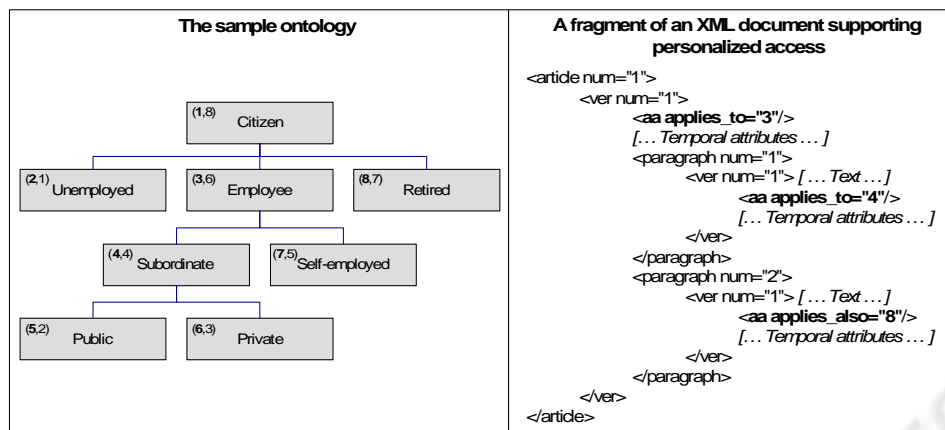 The sample ontology
(1,8) Citizen
(2,1) Unemployed (3,6) Employee (8,7) Retired
(4,4) Subordinate (7,5) Self-employed
(5,2) Public (6,3) Private
A fragment of an XML document supporting
personalized access
<article num="1">
<ver num="1">
<aa applies_to="3"/>
[… Temporal attributes … ]
<paragraph num="1">
<ver num="1"> [ … Text … ]
<aa applies_to="4"/>
[… Temporal attributes … ]
</ver>
</paragraph>
<paragraph num="2">
<ver num="1"> [ … Text … ]
<aa applies_also="8"/>
[… Temporal attributes … ]
</ver>
</paragraph>
</ver>
</article>